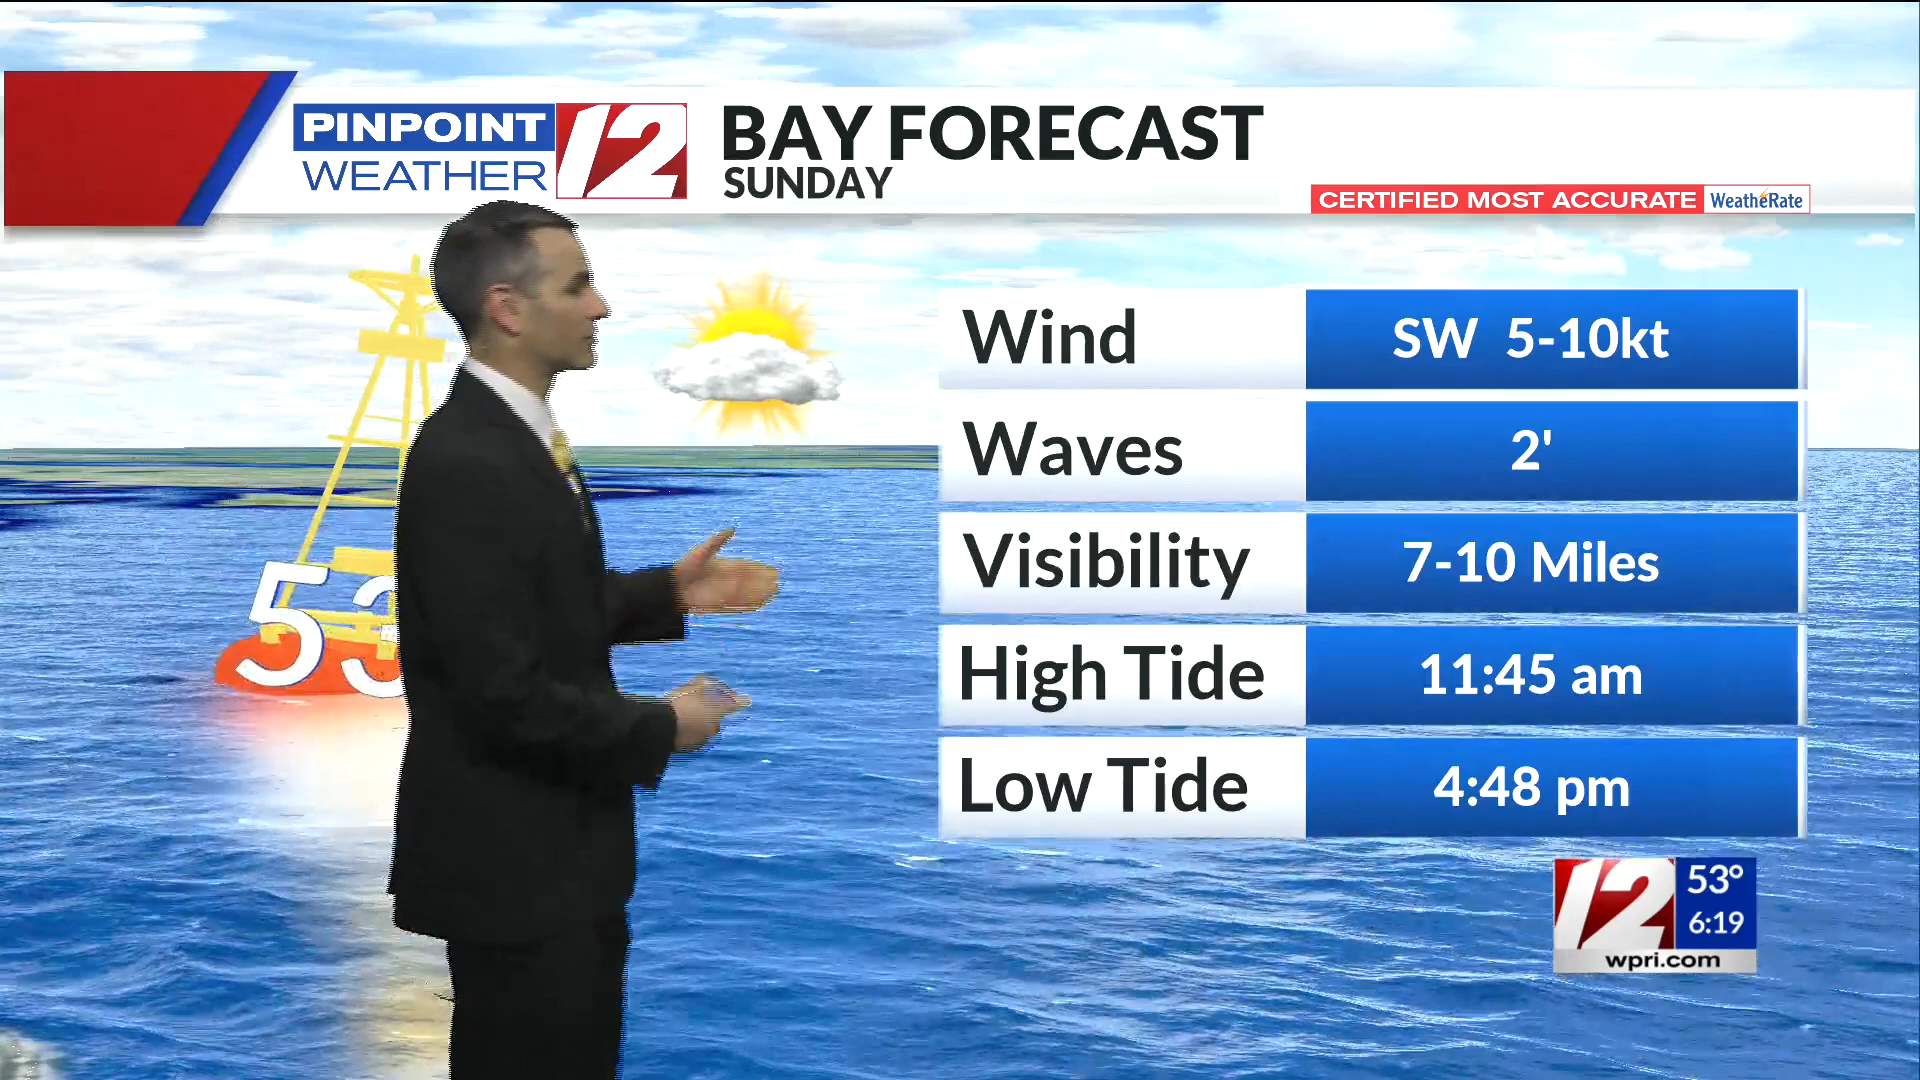 PINPOINT
WEATHER
12
BAY FORECAST
SUNDAY
CERTIFIED MOST ACCURATE WeatheRate
Wind SW 5-10kt
Waves 2'
Visibility 7-10 Miles
53
High Tide 11:45 am
Low Tide 4:48 pm
12
53°
6:19
wpri.com